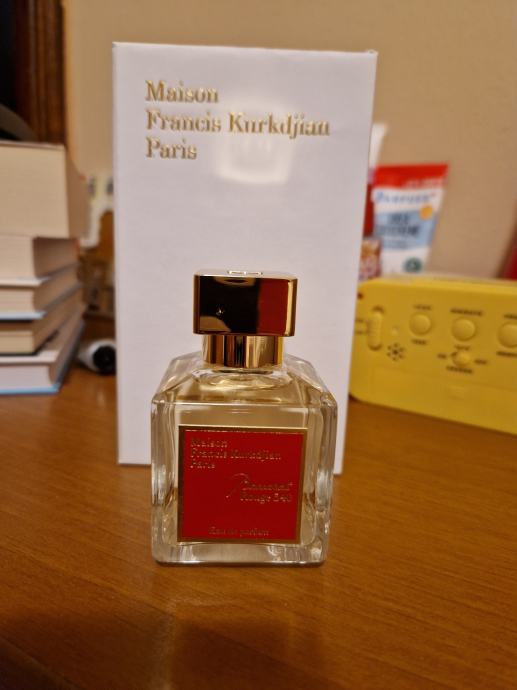 Maison
Francis Kurkdjian
Paris
Maison
Francis Kurkdjian
Paris
Baccarat
Rouge 540
Eau de parfum